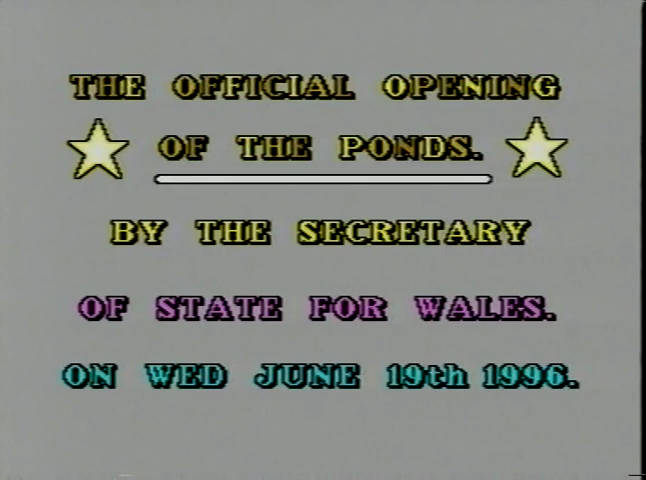 THE OFFICIAL OPENING
OF THE PONDS.
BY THE SECRETARY
OF STATE FOR WALES.
ON WED JUNE 19th 1996.